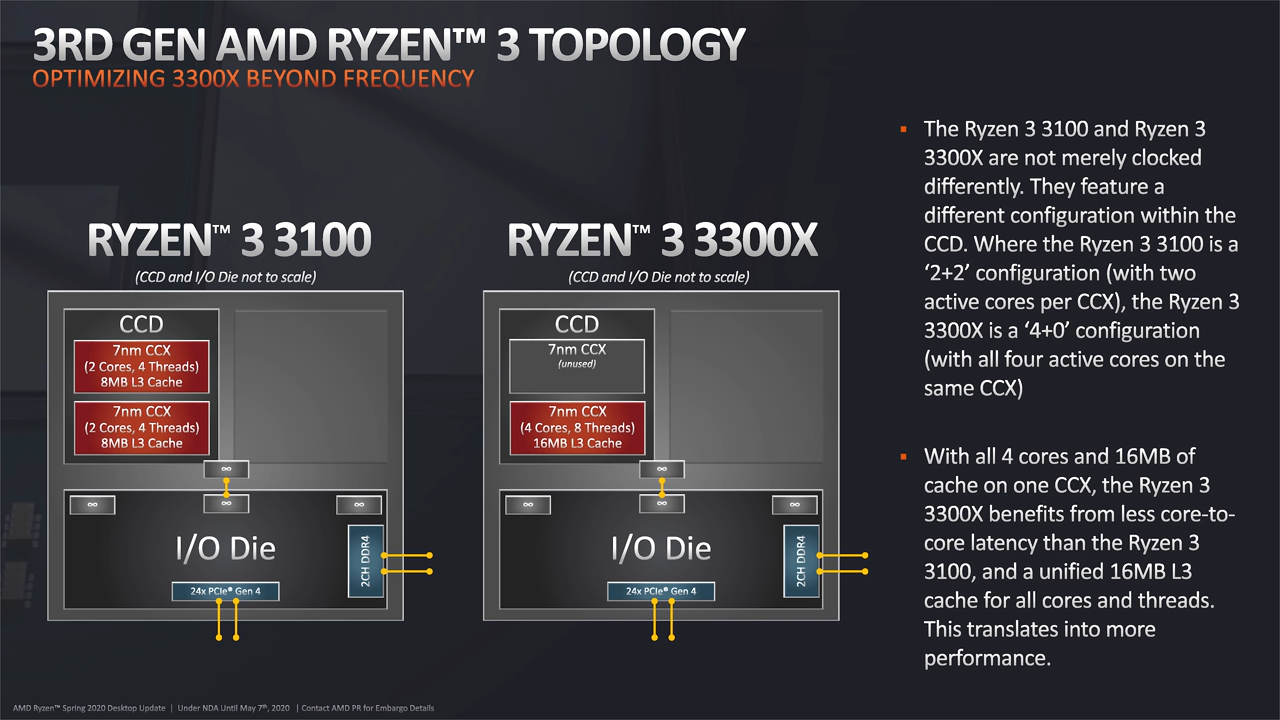 3RD GEN AMD RYZEN™ 3 TOPOLOGY
OPTIMIZING 3300X BEYOND FREQUENCY
RYZEN™ 3 3100
(CCD and I/O Die not to scale)
CCD
7nm CCX
(2 Cores, 4 Threads)
8MB L3 Cache
7nm CCX
(2 Cores, 4 Threads)
8MB L3 Cache
∞
∞
∞
∞
I/O Die
2CH DDR4
24x PCIe® Gen 4
RYZEN™ 3 3300X
(CCD and I/O Die not to scale)
CCD
7nm CCX
(unused)
7nm CCX
(4 Cores, 8 Threads)
16MB L3 Cache
∞
∞
∞
∞
I/O Die
2CH DDR4
24x PCIe® Gen 4
▪ The Ryzen 3 3100 and Ryzen 3
3300X are not merely clocked
differently. They feature a
different configuration within the
CCD. Where the Ryzen 3 3100 is a
‘2+2’ configuration (with two
active cores per CCX), the Ryzen 3
3300X is a ‘4+0’ configuration
(with all four active cores on the
same CCX)
▪ With all 4 cores and 16MB of
cache on one CCX, the Ryzen 3
3300X benefits from less core-to-
core latency than the Ryzen 3
3100, and a unified 16MB L3
cache for all cores and threads.
This translates into more
performance.
AMD Ryzen™ Spring 2020 Desktop Update | Under NDA Until May 7th, 2020 | Contact AMD PR for Embargo Details